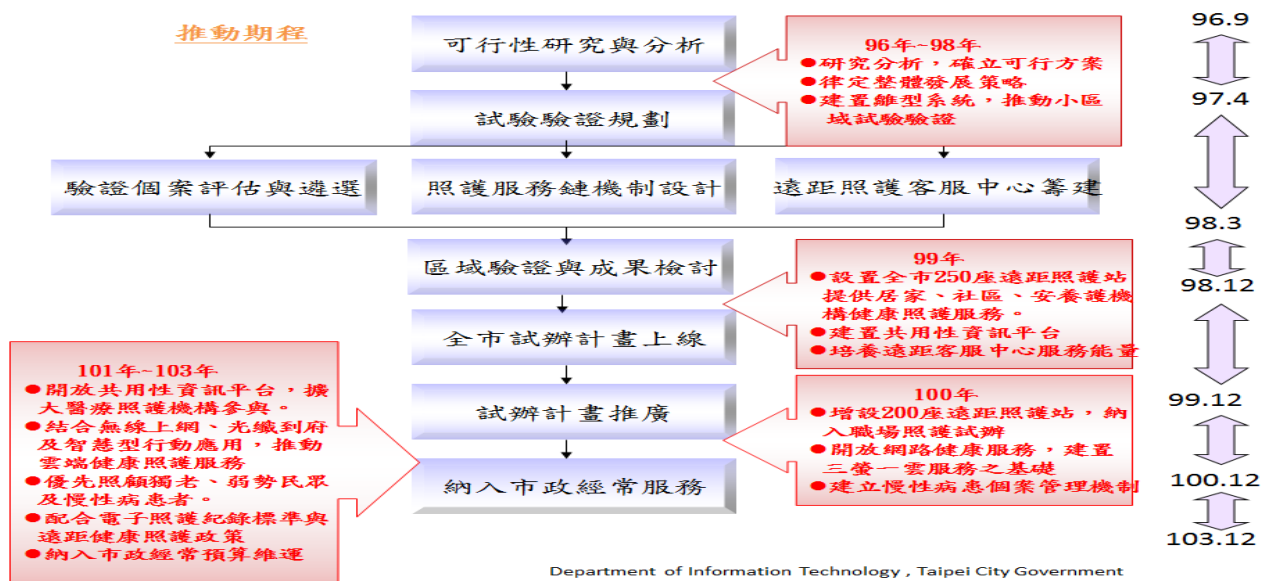 推動期程
可行性研究與分析
試驗驗證規劃
驗證個案評估與遴選
照護服務鏈機制設計
遠距照護客服中心籌建
區域驗證與成果檢討
全市試辦計畫上線
試辦計畫推廣
納入市政經常服務
96年~98年
●研究分析，確立可行方案
●律定整體發展策略
●建置雛型系統，推動小區
域試驗驗證
99年
●設置全市250座遠距照護站
提供居家、社區、安養護機
構健康照護服務。
●建置共用性資訊平台
●培養遠距客服中心服務能量
100年
●增設200座遠距照護站，納
入職場照護試辦
●開放網路健康服務，建置
三螢一雲服務之基礎
●建立慢性病患個案管理機制
101年~103年
●開放共用性資訊平台，擴
大醫療照護機構參與。
●結合無線上網、光纖到府
及智慧型行動應用，推動
雲端健康照護服務
●優先照顧獨老、弱勢民眾
及慢性病患者。
●配合電子照護紀錄標準與
遠距健康照護政策
●納入市政經常預算維運
96.9
97.4
98.3
98.12
99.12
100.12
103.12
Department of Information Technology , Taipei City Government